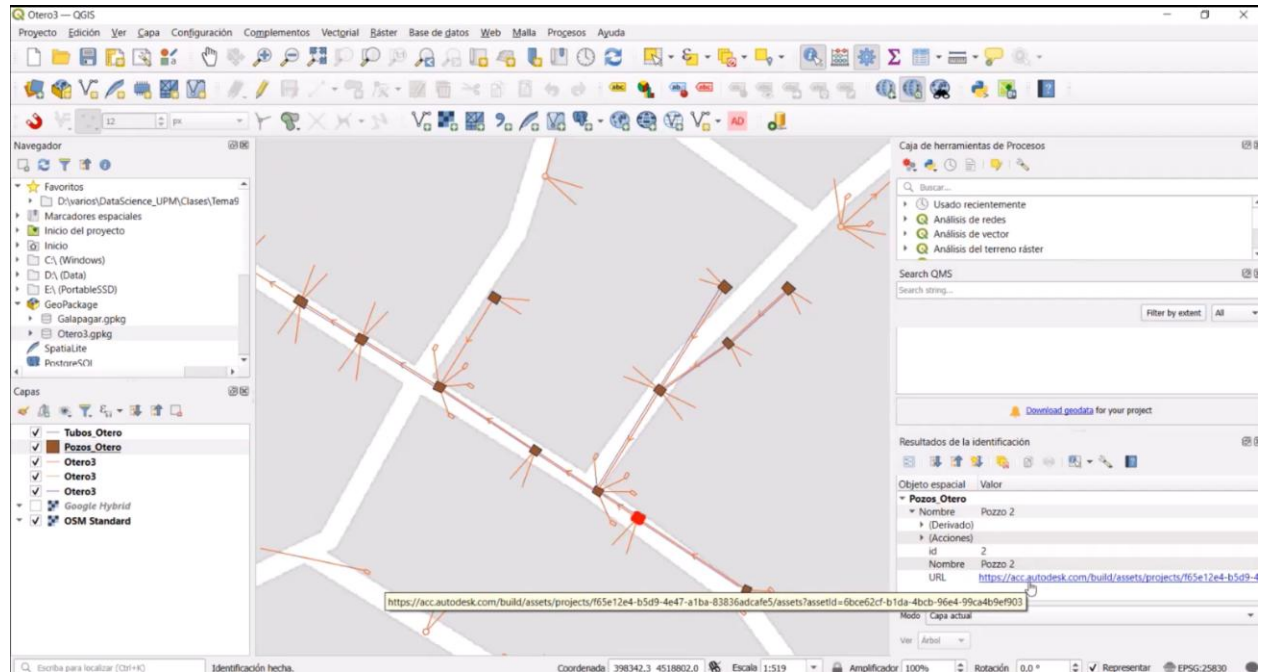 Otero3 — QGIS
Proyecto Edición Ver Capa Configuración Complementos Vectorial Ráster Base de datos Web Malla Procesos Ayuda
abc abc abc
12 px AD
Navegador
Favoritos
D:\varios\DataScience_UPM\Clases\Tema9
Marcadores espaciales
Inicio del proyecto
Inicio
C:\ (Windows)
D:\ (Data)
E:\ (PortableSSD)
GeoPackage
Galapagar.gpkg
Otero3.gpkg
SpatiaLite
PostgreSQL
Capas
Tubos_Otero
Pozos_Otero
Otero3
Otero3
Otero3
Google Hybrid
OSM Standard
Caja de herramientas de Procesos
Buscar...
Usado recientemente
Análisis de redes
Análisis de vector
Análisis del terreno ráster
Search QMS
Search string...
Filter by extent All
Download geodata for your project
Resultados de la identificación
Objeto espacial Valor
Pozos_Otero
Nombre Pozzo 2
(Derivado)
(Acciones)
id 2
Nombre Pozzo 2
URL https://acc.autodesk.com/build/assets/projects/f65e12e4-b5d9-4
https://acc.autodesk.com/build/assets/projects/f65e12e4-b5d9-4e47-a1ba-83836adcafe5/assets?assetId=6bce62cf-b1da-4bcb-96e4-99ca4b9ef903
Modo Capa actual
Ver Árbol
Escriba para localizar (Ctrl+K) Identificación hecha. Coordenada 398342,3 4518802,0 Escala 1:519 Amplificador 100% Rotación 0,0 ° Representar EPSG:25830